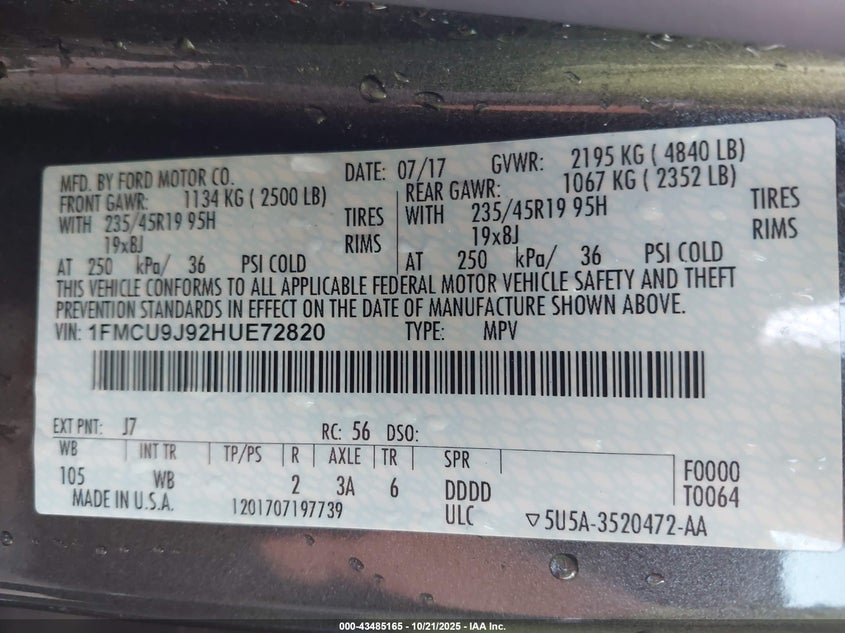 MFD. BY FORD MOTOR CO. DATE: 07/17 GVWR: 2195 KG ( 4840 LB)
FRONT GAWR: 1134 KG ( 2500 LB) REAR GAWR: 1067 KG ( 2352 LB)
WITH 235/45R19 95H TIRES WITH 235/45R19 95H TIRES
19x8J RIMS 19x8J RIMS
AT 250 kPa/ 36 PSI COLD AT 250 kPa/ 36 PSI COLD
THIS VEHICLE CONFORMS TO ALL APPLICABLE FEDERAL MOTOR VEHICLE SAFETY AND THEFT
PREVENTION STANDARDS IN EFFECT ON THE DATE OF MANUFACTURE SHOWN ABOVE.
VIN: 1FMCU9J92HUE72820 TYPE: MPV
EXT PNT: J7 RC: 56 DSO:
WB INT TR TP/PS R AXLE TR SPR F0000
105 WB 2 3A 6 DDDD T0064
MADE IN U.S.A. 1201707197739 ULC ▽5U5A-3520472-AA
000-43485165 - 10/21/2025 - IAA Inc.